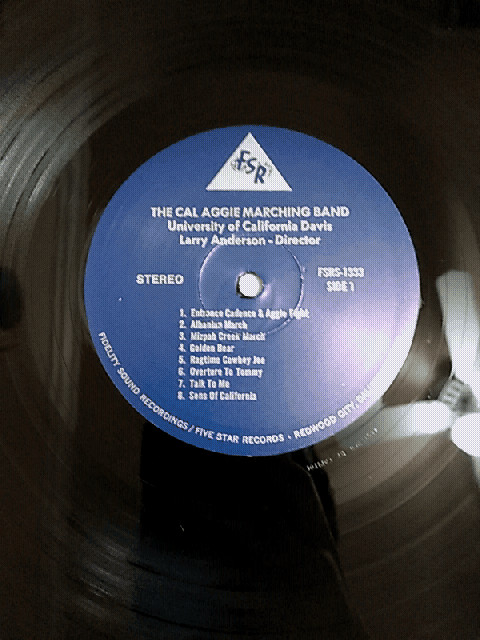 FSR
THE CAL AGGIE MARCHING BAND
University of California Davis
Larry Anderson - Director
STEREO
FSRS-1333
SIDE 1
1. Entrance Cadence & Aggie Fight
2. Albanian March
3. Mizpah Creek March
4. Golden Bear
5. Ragtime Cowboy Joe
6. Overture To Tommy
7. Talk To Me
8. Sons Of California
FIDELITY SOUND RECORDINGS / FIVE STAR RECORDS • REDWOOD CITY,